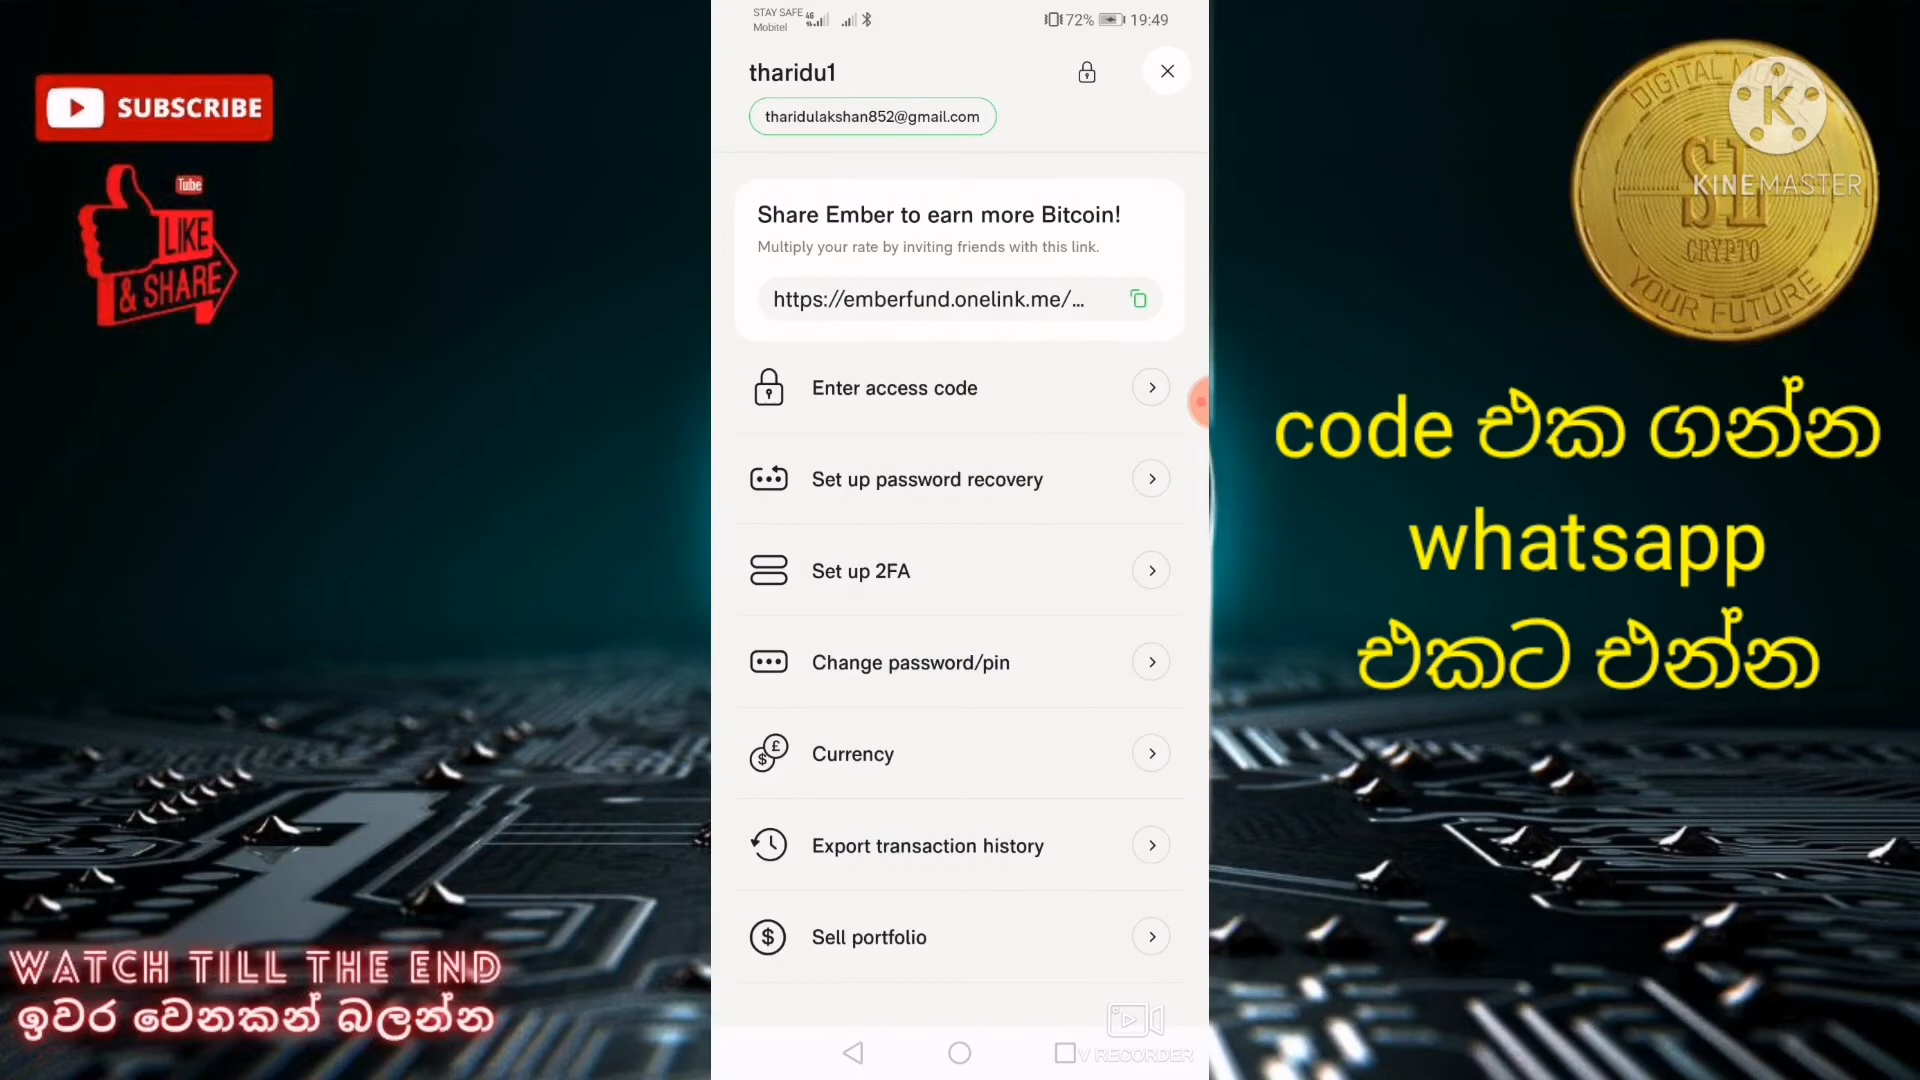 SUBSCRIBE
Tube
LIKE
& SHARE
WATCH TILL THE END
ඉවර වෙනකන් බලන්න
STAY SAFE
Mobitel
4G
72%
19:49
tharidu1
tharidulakshan852@gmail.com
Share Ember to earn more Bitcoin!
Multiply your rate by inviting friends with this link.
https://emberfund.onelink.me/...
Enter access code
Set up password recovery
Set up 2FA
Change password/pin
Currency
Export transaction history
Sell portfolio
V RECORDER
DIGITAL
SL
CRYPTO
YOUR FUTURE
K
KINEMASTER
code එක ගන්න
whatsapp
එකට එන්න